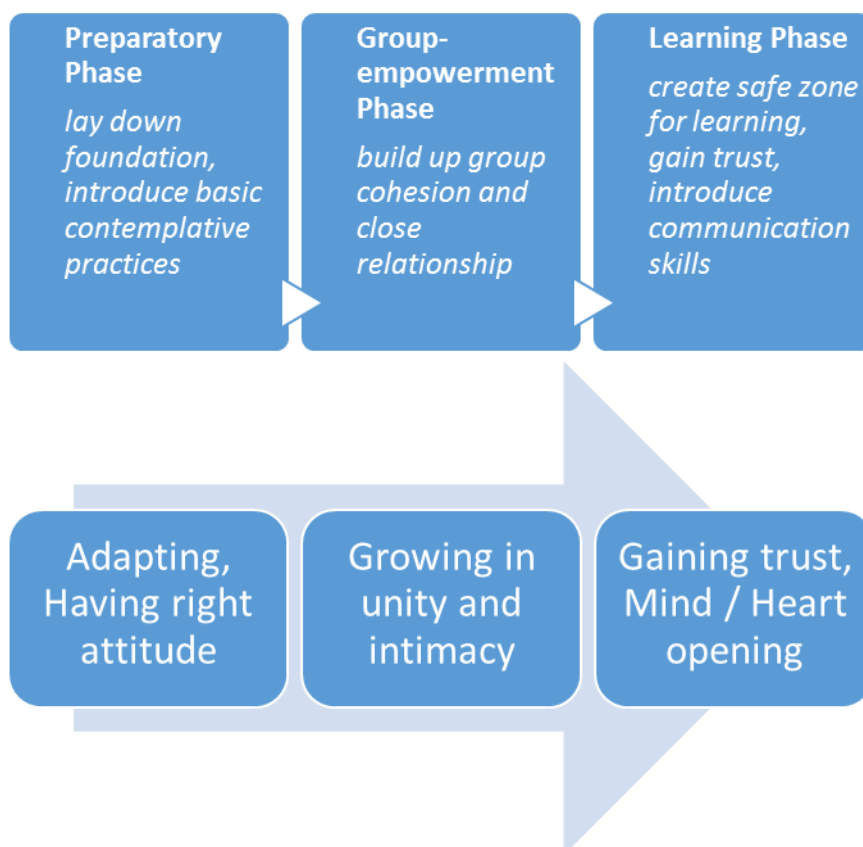 Preparatory
Phase
lay down
foundation,
introduce basic
contemplative
practices
Group-
empowerment
Phase
build up group
cohesion and
close
relationship
Learning Phase
create safe zone
for learning,
gain trust,
introduce
communication
skills
Adapting,
Having right
attitude
Growing in
unity and
intimacy
Gaining trust,
Mind / Heart
opening